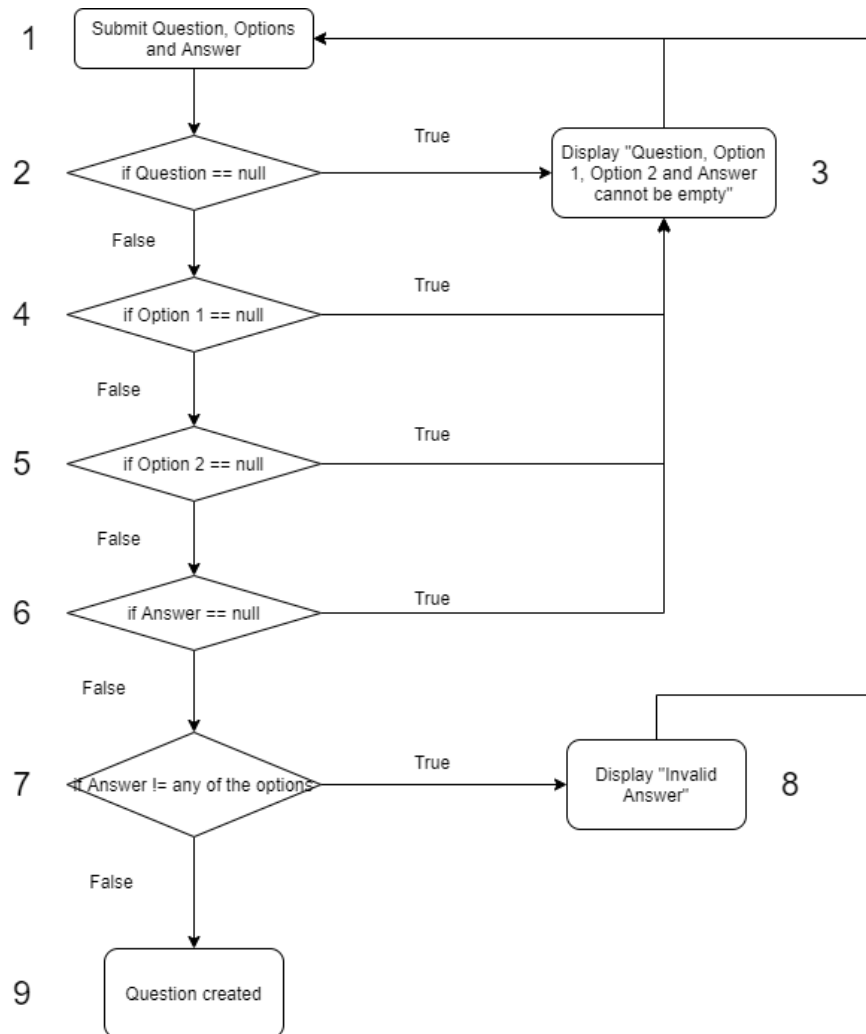 1
Submit Question, Options
and Answer
2
if Question == null
True
Display "Question, Option
1, Option 2 and Answer
cannot be empty"
3
False
4
if Option 1 == null
True
False
5
if Option 2 == null
True
False
6
if Answer == null
True
False
7
if Answer != any of the options
True
Display "Invalid
Answer"
8
False
9
Question created